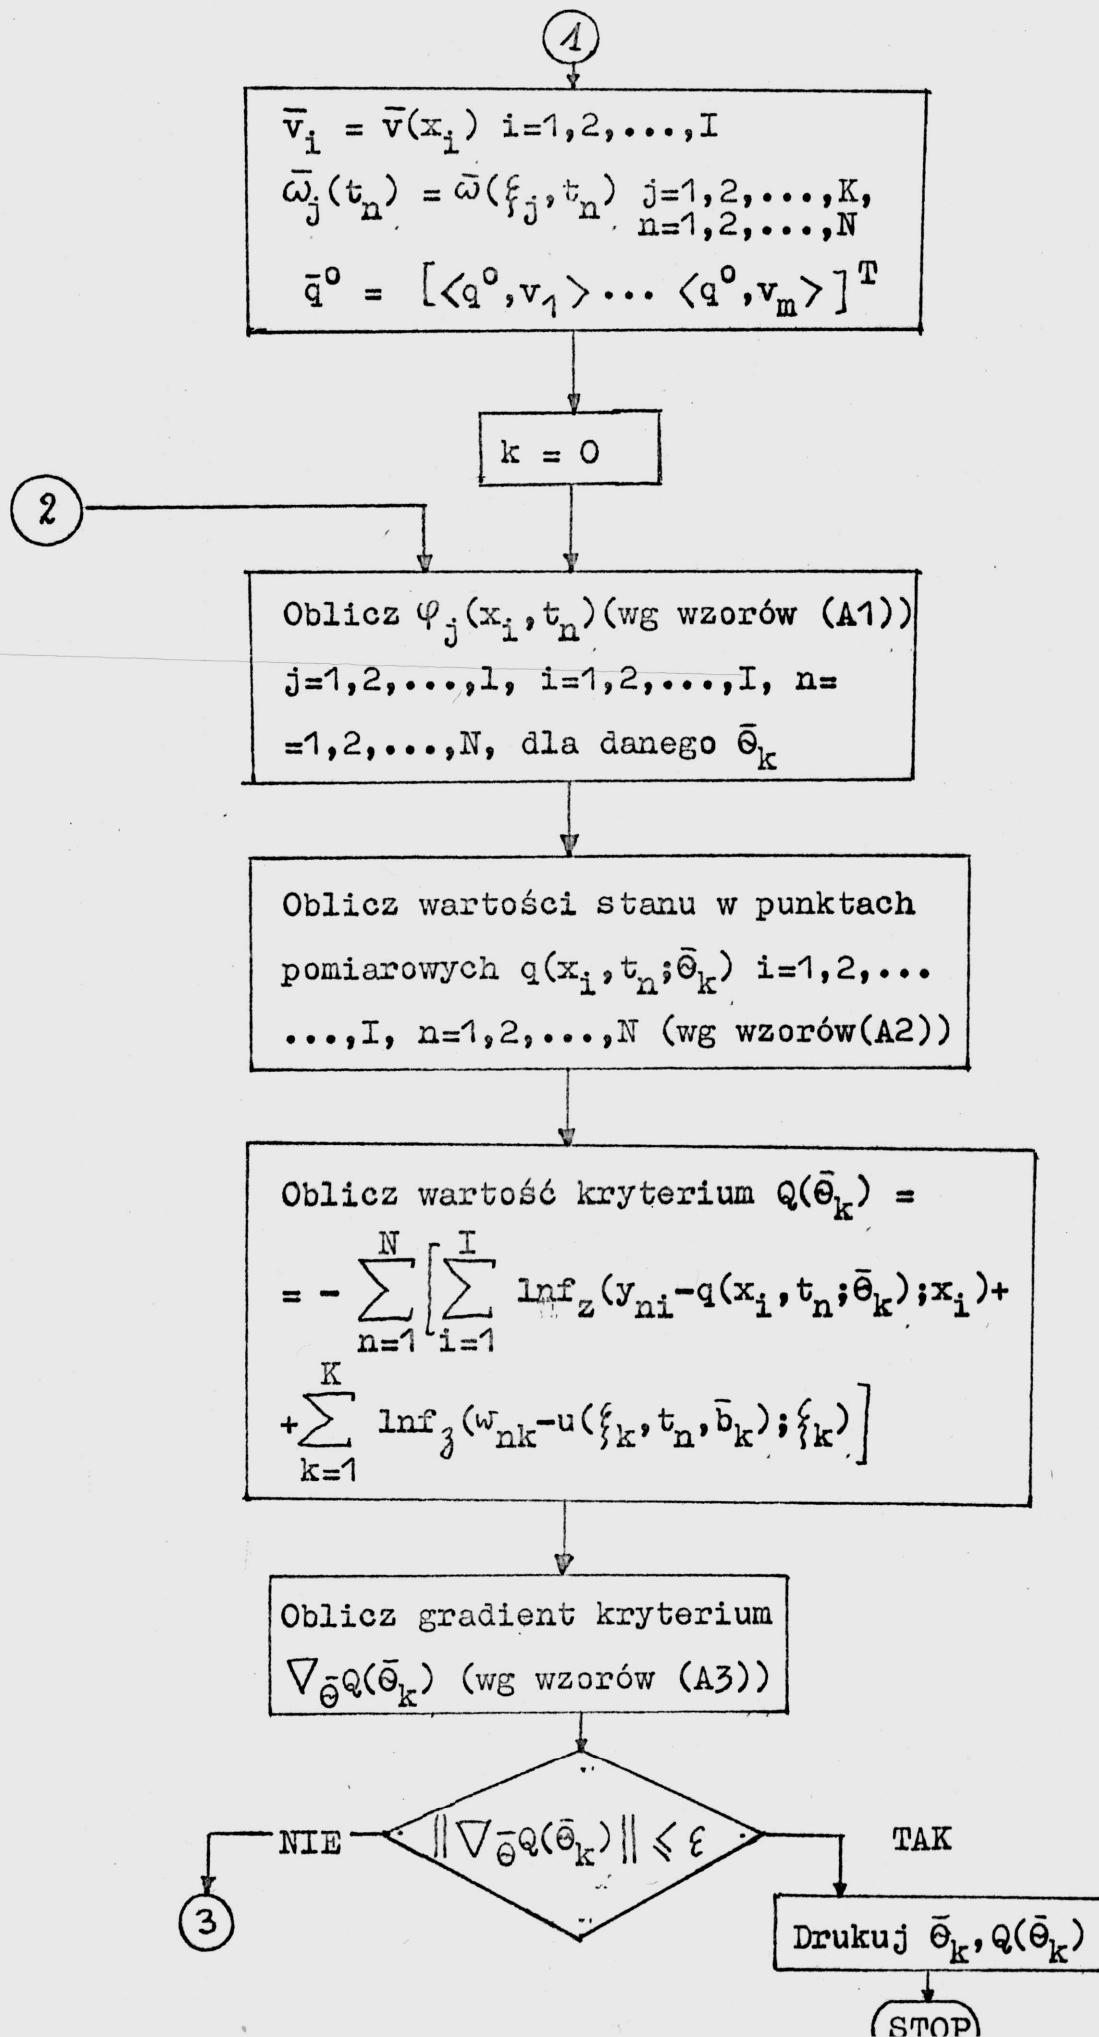 1
v̄ᵢ = v̄(xᵢ) i=1,2,...,I
ω̄ⱼ(tₙ) = ω̄(ξⱼ,tₙ) j=1,2,...,K,
n=1,2,...,N
q̄⁰ = [<q⁰,v₁> ... <q⁰,vₘ>]ᵀ
k = 0
2
Oblicz φⱼ(xᵢ,tₙ)(wg wzorów (A1))
j=1,2,...,l, i=1,2,...,I, n=
=1,2,...,N, dla danego Θ̄ₖ
Oblicz wartości stanu w punktach
pomiarowych q(xᵢ,tₙ;Θ̄ₖ) i=1,2,...
...,I, n=1,2,...,N (wg wzorów(A2))
Oblicz wartość kryterium Q(Θ̄ₖ) =
= - ∑ₙ₌₁ᴺ [∑ᵢ₌₁ᴵ lnf_z(yₙᵢ-q(xᵢ,tₙ;Θ̄ₖ);xᵢ)+
+∑ₖ₌₁ᴷ lnf_ʒ(wₙₖ-u(ξₖ,tₙ,b̄ₖ);ξₖ)]
Oblicz gradient kryterium
∇_Θ̄ Q(Θ̄ₖ) (wg wzorów (A3))
NIE ‖∇_Θ̄ Q(Θ̄ₖ)‖ ⩽ ε TAK
3
Drukuj Θ̄ₖ,Q(Θ̄ₖ)
STOP